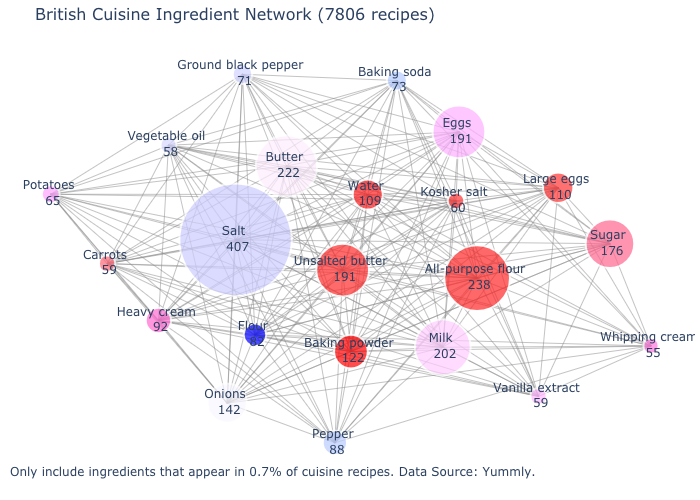 British Cuisine Ingredient Network (7806 recipes)
Ground black pepper
71
Baking soda
73
Eggs
191
Vegetable oil
58
Butter
222
Potatoes
65
Water
109
Kosher salt
60
Large eggs
110
Salt
407
Sugar
176
Carrots
59
Unsalted butter
191
All-purpose flour
238
Heavy cream
92
Flour
82
Baking powder
122
Milk
202
Whipping cream
55
Onions
142
Vanilla extract
59
Pepper
88
Only include ingredients that appear in 0.7% of cuisine recipes. Data Source: Yummly.